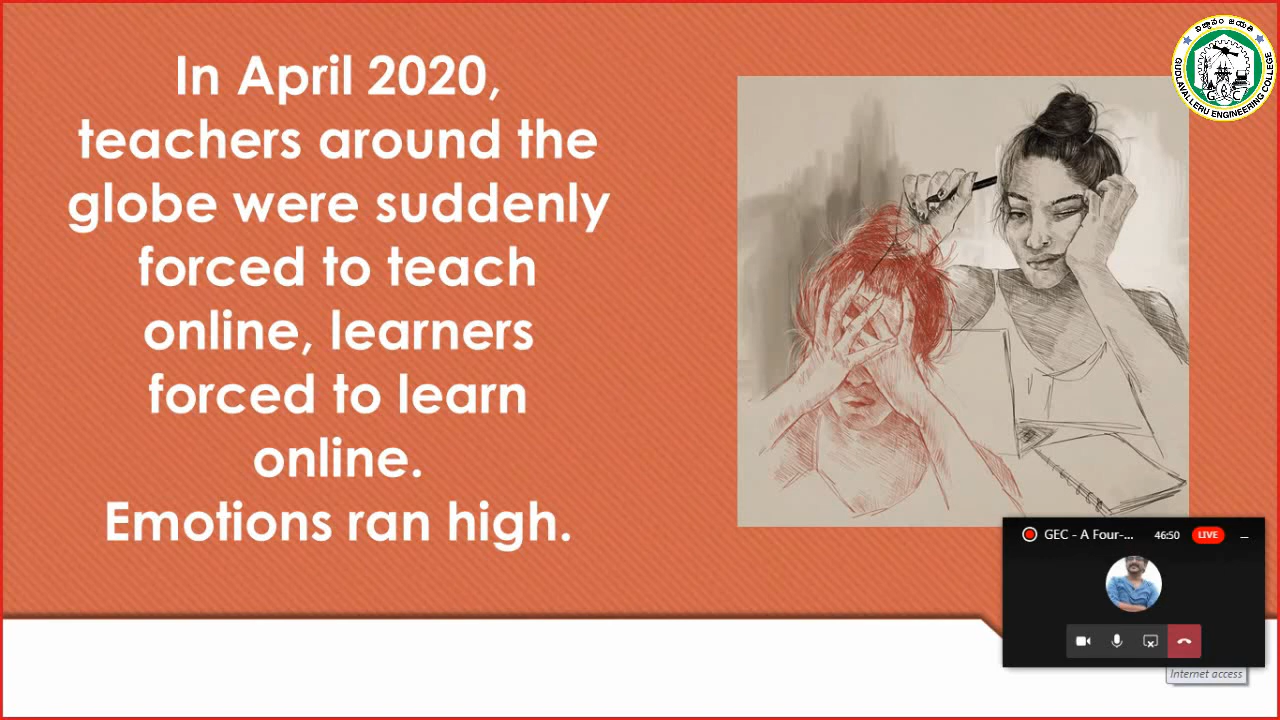 In April 2020,
teachers around the
globe were suddenly
forced to teach
online, learners
forced to learn
online.
Emotions ran high.
విజ్ఞానం జయతి
GUDLAVALLERU ENGINEERING COLLEGE
GEC - A Four-... 46:50 LIVE
Internet access